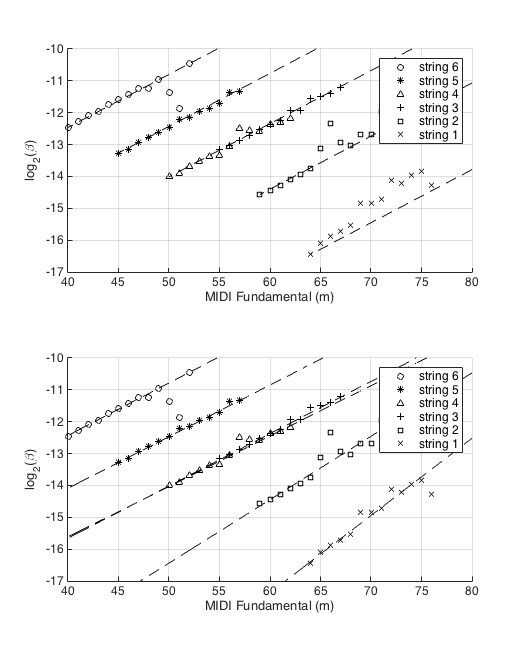 -10
-11
-12
-13
-14
-15
-16
-17
log₂(β)
string 6
string 5
string 4
string 3
string 2
string 1
40 45 50 55 60 65 70 75 80
MIDI Fundamental (m)
-10
-11
-12
-13
-14
-15
-16
-17
log₂(β)
string 6
string 5
string 4
string 3
string 2
string 1
40 45 50 55 60 65 70 75 80
MIDI Fundamental (m)